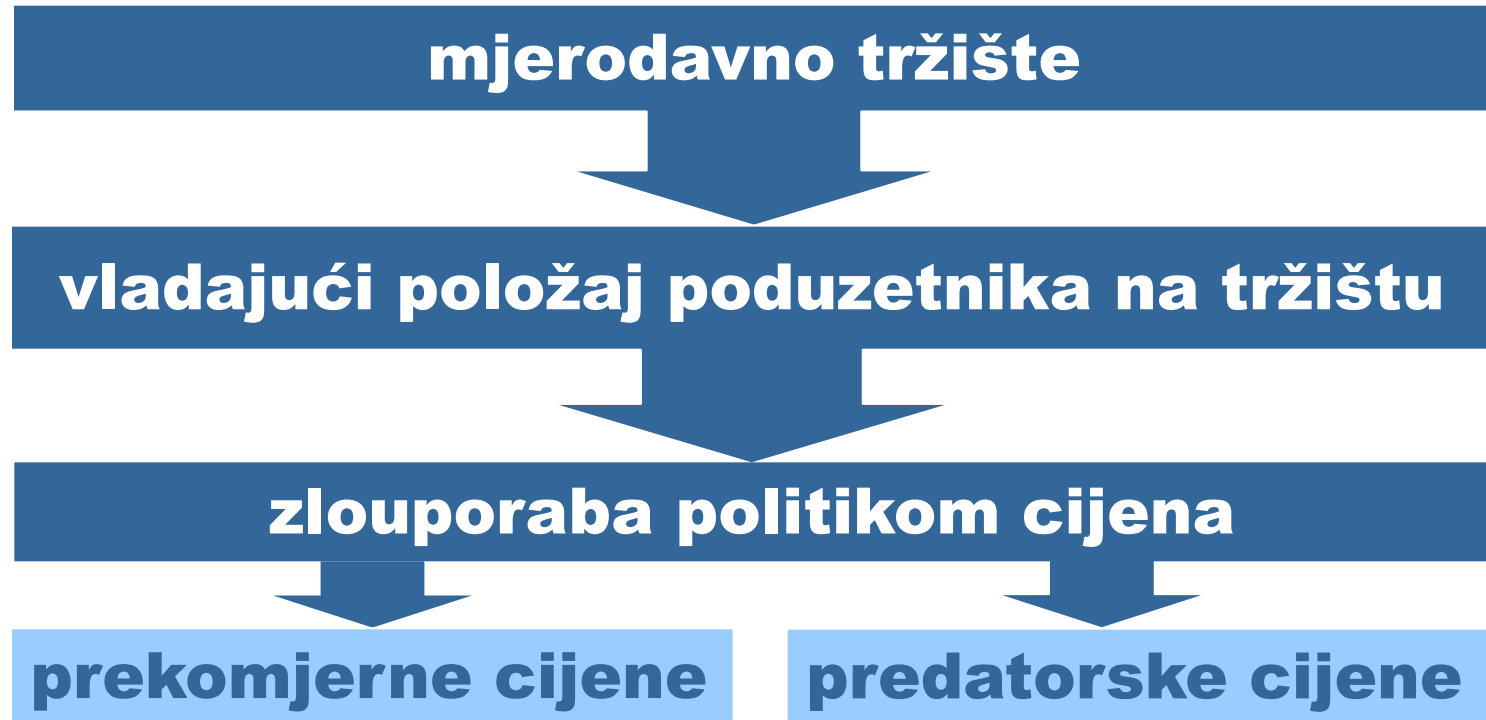 mjerodavno tržište
vladajući položaj poduzetnika na tržištu
zlouporaba politikom cijena
prekomjerne cijene
predatorske cijene